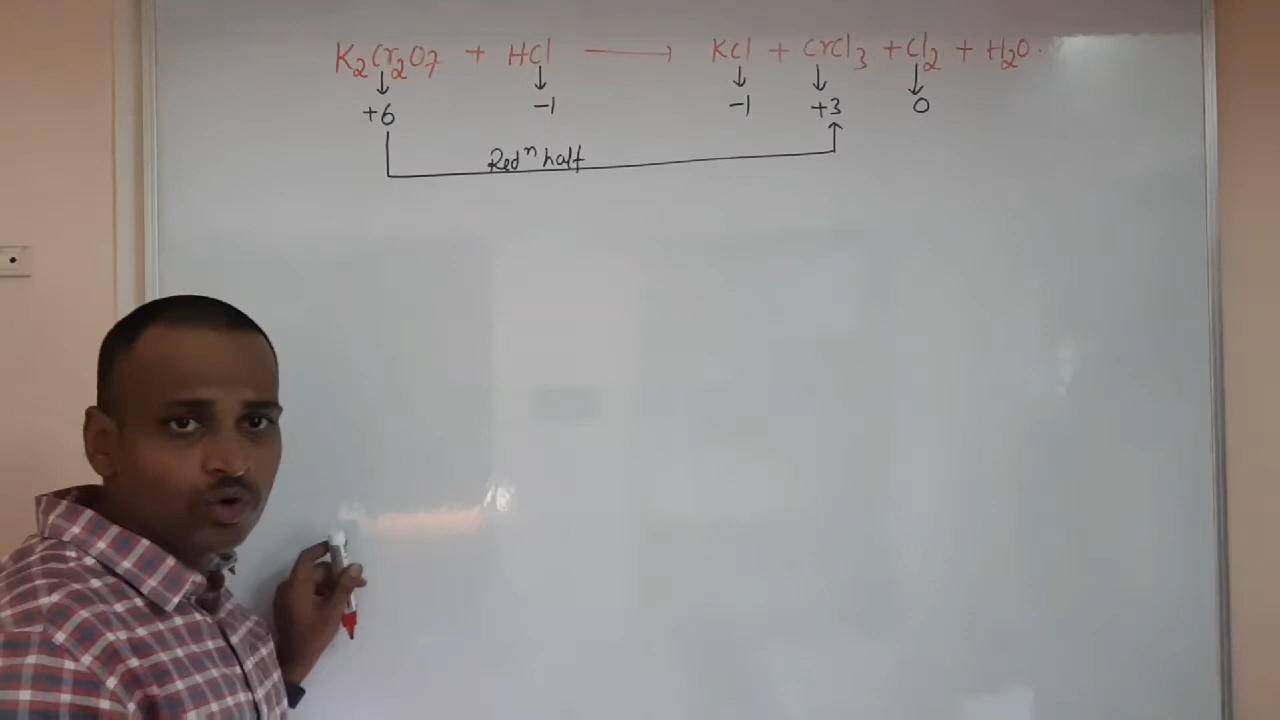 K₂Cr₂O₇ + HCl ⟶ KCl + CrCl₃ + Cl₂ + H₂O.
↓ ↓ ↓ ↓ ↓
+6 -1 -1 +3 0
Redⁿ half